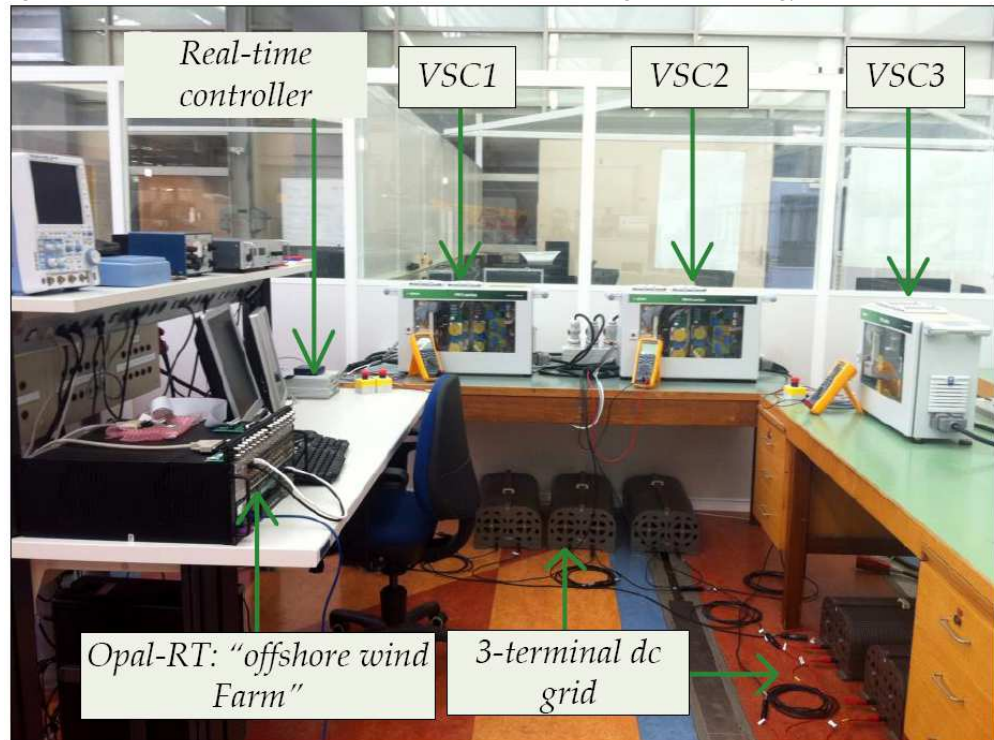 Real-time
controller
VSC1
VSC2
VSC3
Opal-RT: “offshore wind
Farm”
3-terminal dc
grid